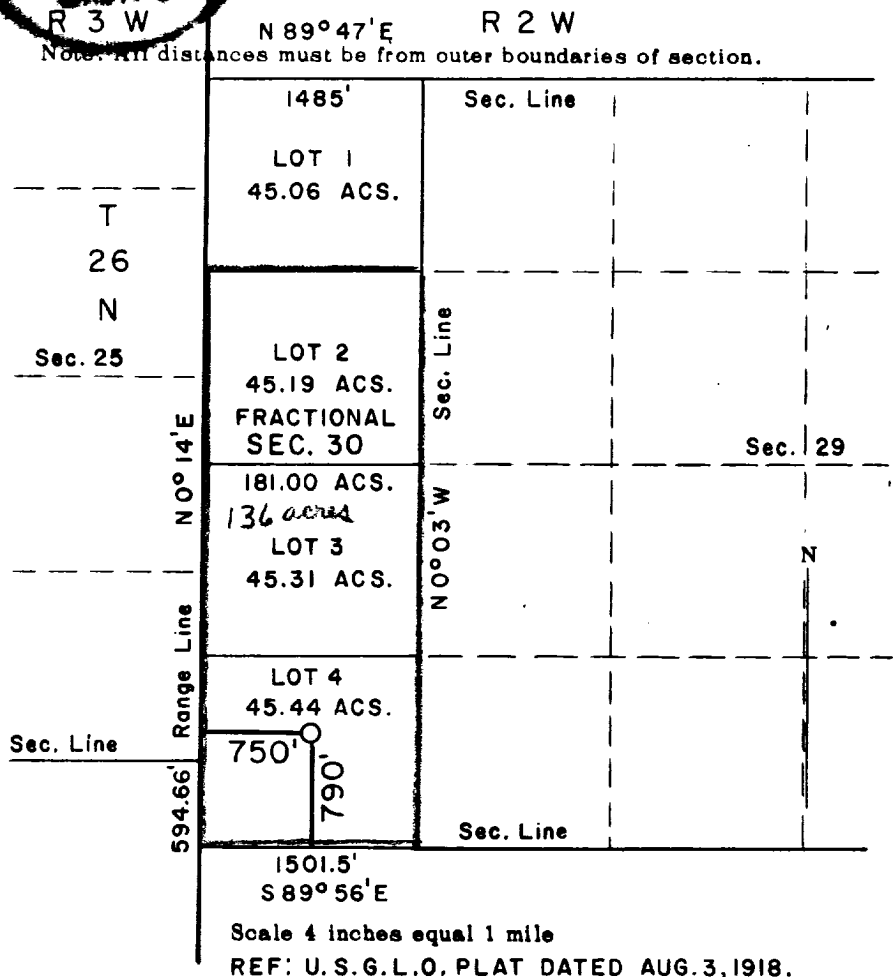 R 3 W
N 89° 47' E
R 2 W
Note: All distances must be from outer boundaries of section.
1485'
Sec. Line
LOT 1
45.06 ACS.
T
26
N
Sec. 25
LOT 2
45.19 ACS.
FRACTIONAL
SEC. 30
Sec. Line
Sec. 29
N 0° 14' E
181.00 ACS.
136 acres
LOT 3
45.31 ACS.
N 0° 03' W
N
Range Line
LOT 4
45.44 ACS.
Sec. Line
750'
790'
594.66'
Sec. Line
1501.5'
S 89° 56' E
Scale 4 inches equal 1 mile
REF: U.S.G.L.O. PLAT DATED AUG. 3, 1918.